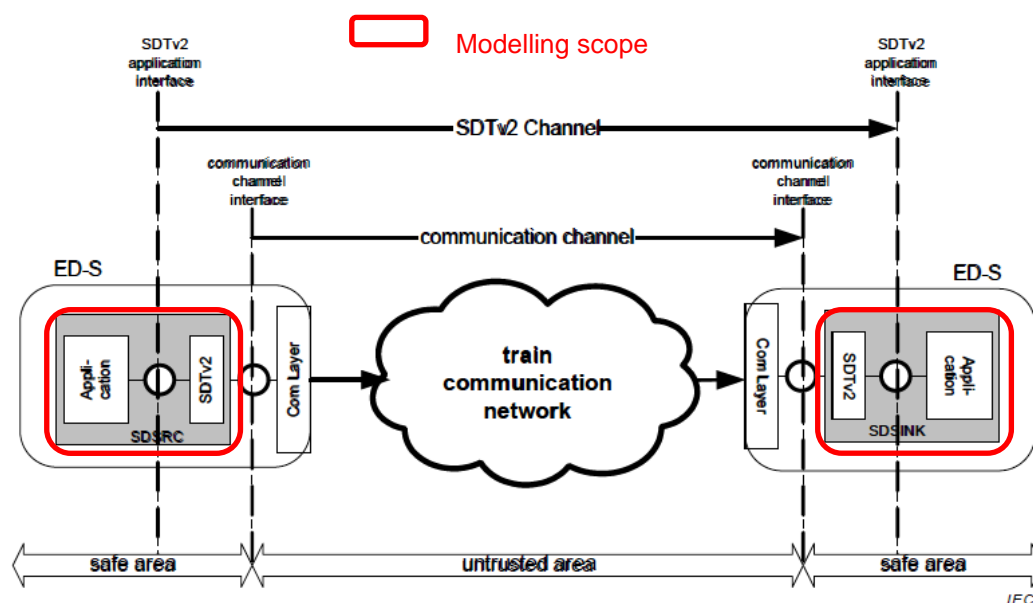 Modelling scope
SDTv2
application
interface
SDTv2
application
interface
SDTv2 Channel
communication
channel
interface
communication
channel
interface
communication channel
ED-S
ED-S
Appli-
cation
SDTv2
SDSRC
Com Layer
train
communication
network
Com Layer
SDTv2
Appli-
cation
SDSINK
safe area
untrusted area
safe area
IEC